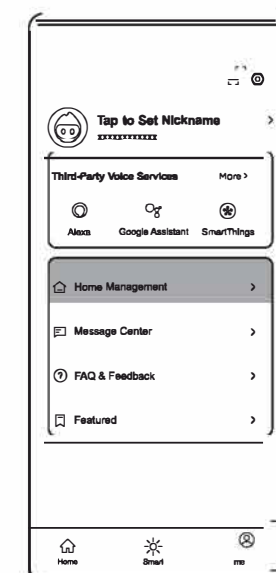 Tap to Set Nickname
xxxxxxxxxxx
Third-Party Voice Services More
Alexa Google Assistant SmartThings
Home Management
Message Center
FAQ & Feedback
Featured
Home Smart me